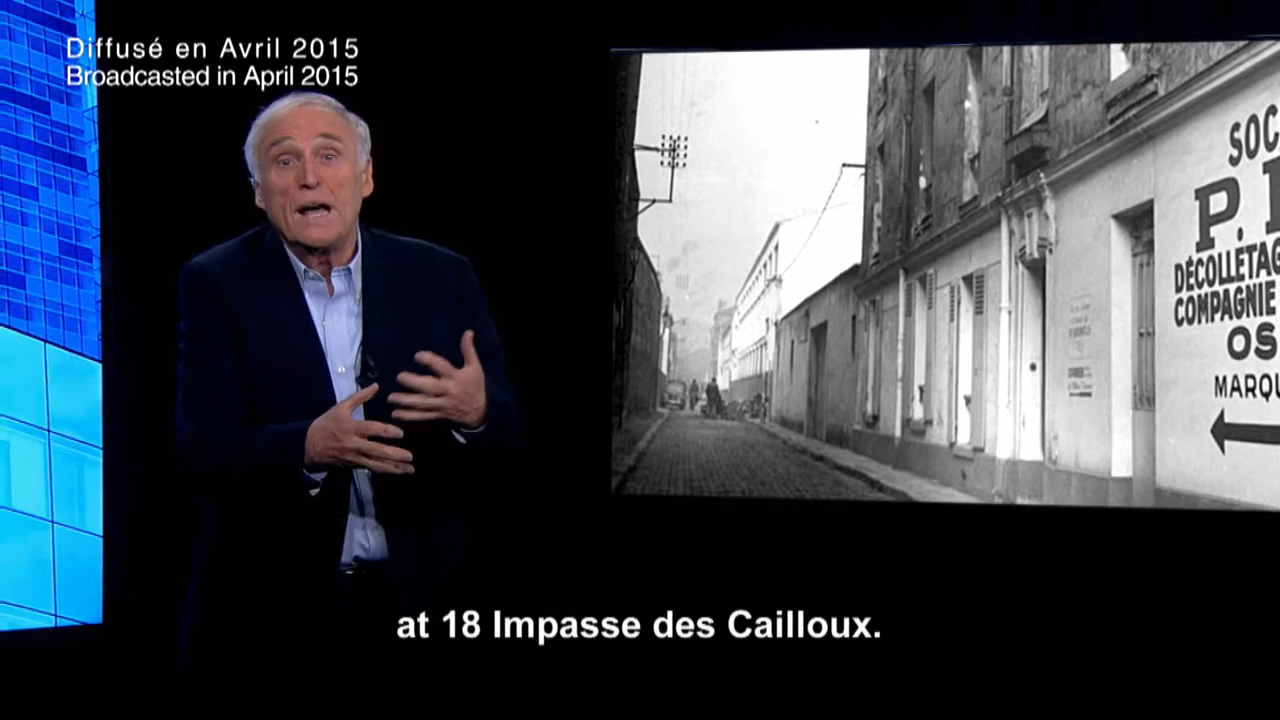 Diffusé en Avril 2015
Broadcasted in April 2015
SOC
P.
DÉCOLLETAG
COMPAGNIE
OS
MARQU
at 18 Impasse des Cailloux.